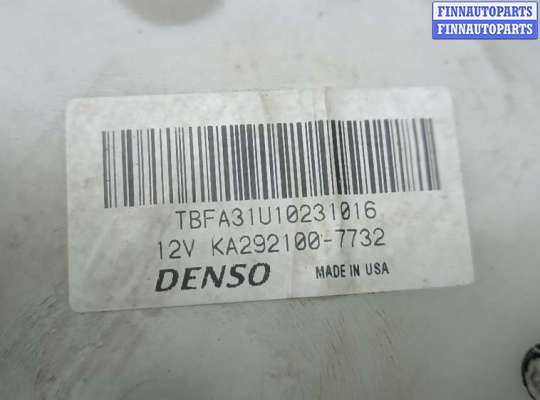 FINNAUTOPARTS
FINNAUTOPARTS
TBFA31U10231016
12V KA292100-7732
DENSO MADE IN USA